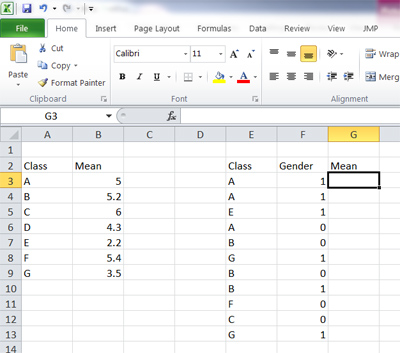 File Home Insert Page Layout Formulas Data Review View JMP
Cut
Copy
Format Painter
Paste
Calibri 11 A A
B I U A
Wrap
Merge
Clipboard Font Alignment
G3 fx
A B C D E F G
1
2 Class Mean Class Gender Mean
3 A 5 A 1
4 B 5.2 A 1
5 C 6 E 1
6 D 4.3 A 0
7 E 2.2 B 0
8 F 5.4 G 1
9 G 3.5 B 0
10 B 1
11 F 0
12 C 0
13 G 1
14